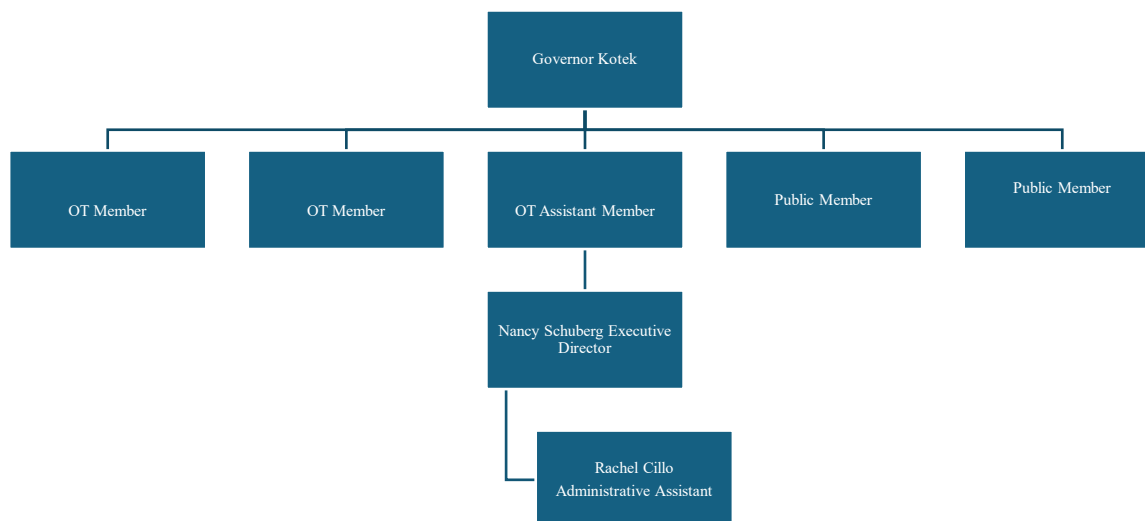 Governor Kotek
OT Member
OT Member
OT Assistant Member
Public Member
Public Member
Nancy Schuberg Executive
Director
Rachel Cillo
Administrative Assistant